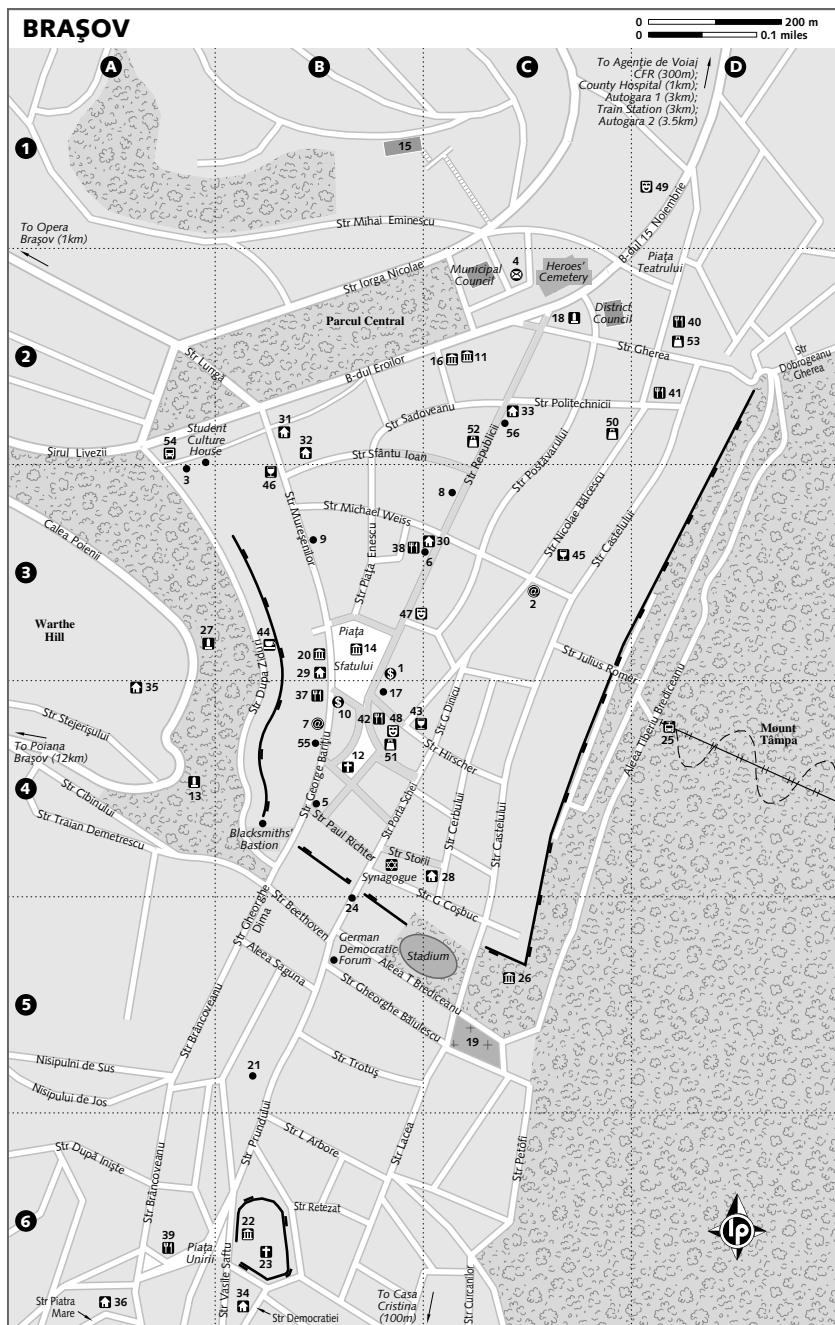 BRAŞOV
0 200 m
0 0.1 miles
A
B
C
D
To Agenţie de Voiaj
CFR (300m);
County Hospital (1km);
Autogara 1 (3km);
Train Station (3km);
Autogara 2 (3.5km)
1
15
49
To Opera
Braşov (1km)
Str Mihai Eminescu
B-dul 15 Noiembrie
Str Iorga Nicolae
Municipal
Council
4
Heroes'
Cemetery
Piaţa
Teatrului
Parcul Central
18
District
Council
40
53
2
Str Lunga
B-dul Eroilor
16
11
Str Gherea
Str
Dobrogeanu
Gherea
41
Student
Culture
House
31
32
Str Sadoveanu
33
56
Str Politehnicii
50
52
54
Şirul Livezii
3
46
Str Sfântu Ioan
Str Republicii
Str Postăvarului
8
Calea Poienii
Str Mureşenilor
Str Michael Weiss
9
Str Piaţa Enescu
38
30
6
Str Nicolae Bălcescu
45
Str Castelului
3
2
47
Warthe
Hill
27
44
Str Dupa Ziduri
20
29
Piaţa
Sfatului
14
1
17
Str Julius Romer
35
37
10
7
55
42
48
43
51
Str G Dinicu
Str Hirscher
Aleea Tiberiu Brediceanu
25
Mount
Tâmpa
Str Stejerişului
To Poiana
Braşov (12km)
12
4
13
Str Cibinului
Str Traian Demetrescu
Str George Bariţiu
5
Blacksmiths'
Bastion
Str Paul Richter
Str Porta Schei
Str Cerbului
Str Castelului
Str Storii
Synagogue
28
Str G Coşbuc
24
Str Gheorghe
Dima
Str Beethoven
German
Democratic
Forum
Stadium
Aleea T Brediceanu
26
Aleea Saguna
5
Str Gheorghe Băiulescu
Str Brâncoveanu
19
Nisipulni de Sus
21
Str Trotuş
Nisipului de Jos
Str Prundului
Str L Arbore
Str Lacea
Str Petöfi
Str După Inişte
Str Brâncoveanu
6
22
Str Retezat
39
Piaţa
Unirii
23
Str Vasile Saftu
lp
34
To Casa
Cristina
(100m)
Str Curcanilor
Str Piatra
Mare
36
Str Democratiei